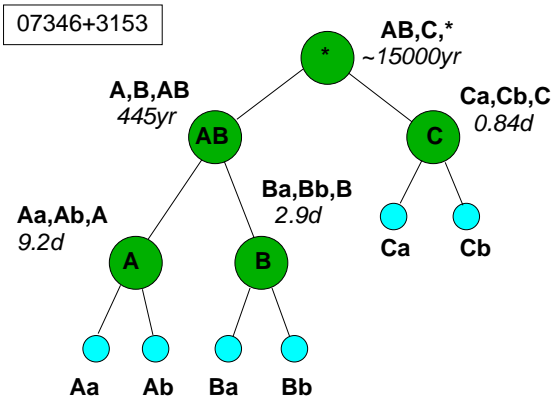 07346+3153
AB,C,*
~15000yr
*
A,B,AB
445yr
Ca,Cb,C
0.84d
AB
C
Ba,Bb,B
2.9d
Aa,Ab,A
9.2d
Ca
Cb
A
B
Aa
Ab
Ba
Bb